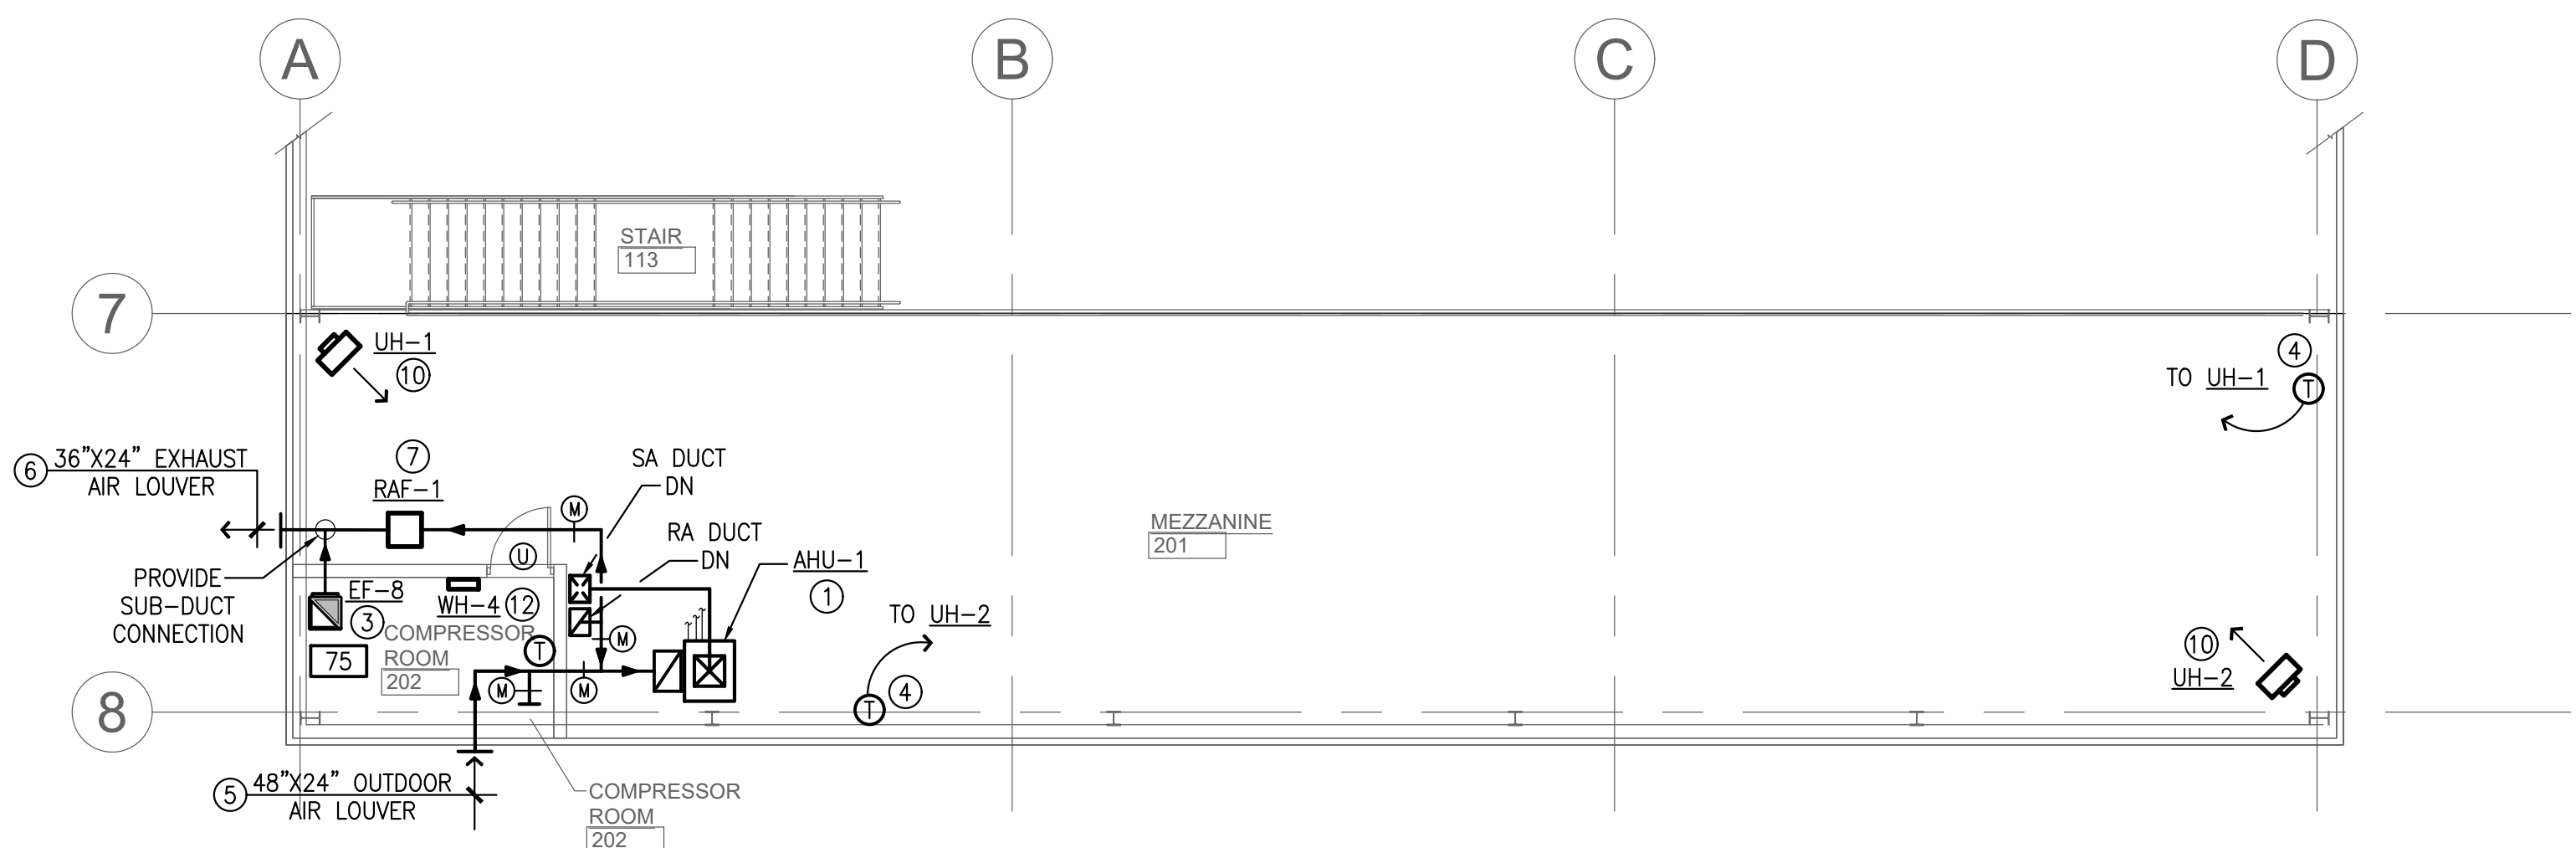 A
B
C
D
STAIR
113
7
UH-1
10
4
TO UH-1
T
6
36”X24” EXHAUST
AIR LOUVER
7
RAF-1
M
SA DUCT
DN
RA DUCT
DN
AHU-1
1
U
MEZZANINE
201
PROVIDE
SUB-DUCT
CONNECTION
EF-8
3
WH-4
12
COMPRESSOR
ROOM
202
75
T
M
M
M
TO UH-2
T
4
10
UH-2
8
5
48”X24” OUTDOOR
AIR LOUVER
COMPRESSOR
ROOM
202